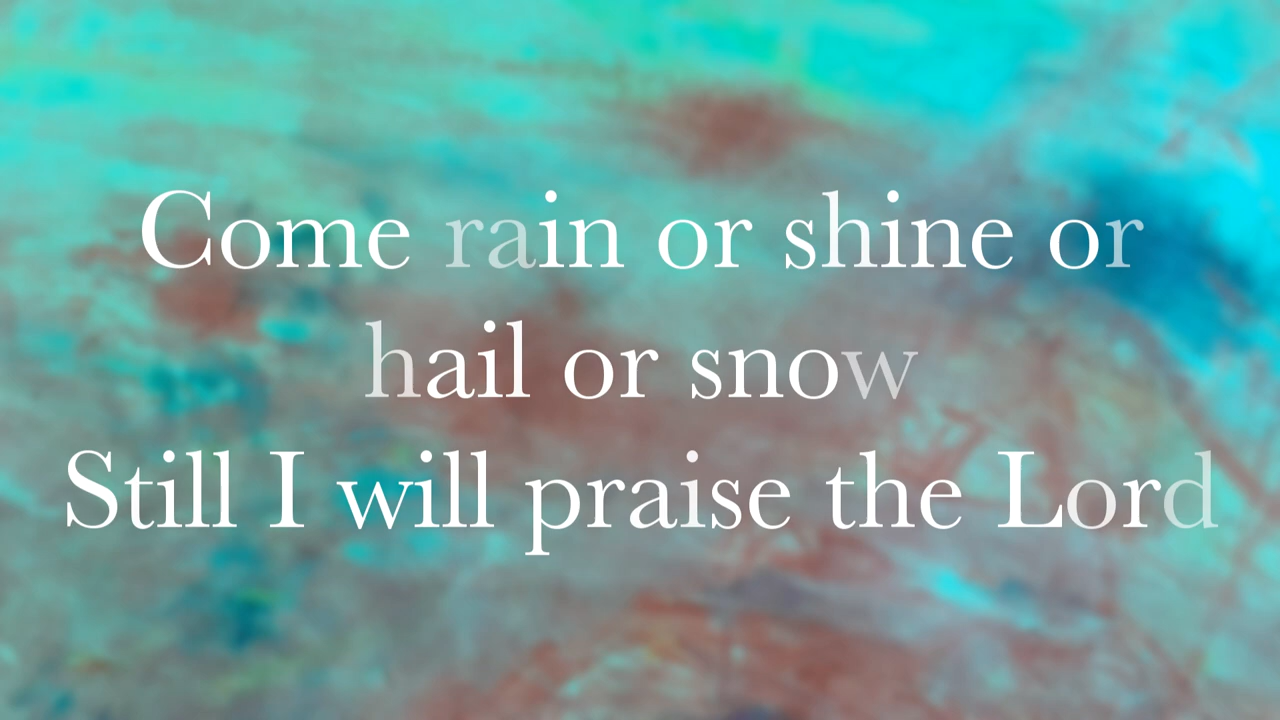 Come rain or shine or
hail or snow
Still I will praise the Lord